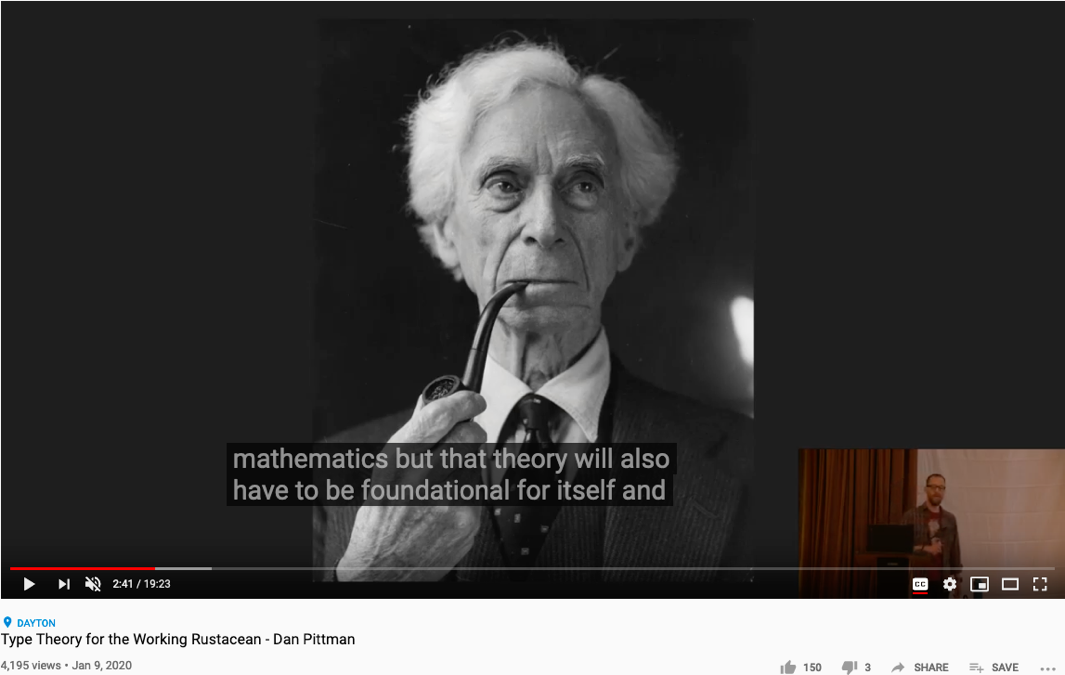 mathematics but that theory will also
have to be foundational for itself and
2:41 / 19:23
CC
DAYTON
Type Theory for the Working Rustacean - Dan Pittman
4,195 views • Jan 9, 2020
150
3
SHARE
SAVE